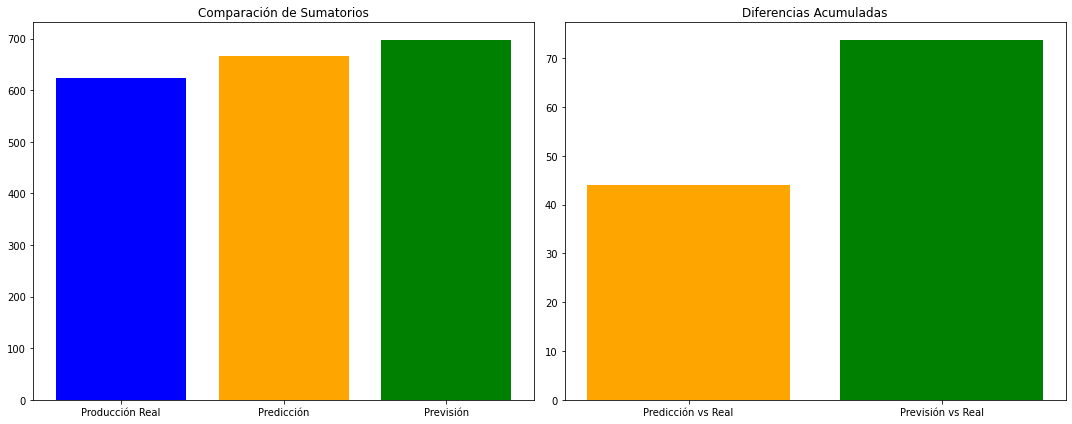 Comparación de Sumatorios
700
600
500
400
300
200
100
0
Producción Real
Predicción
Previsión
Diferencias Acumuladas
70
60
50
40
30
20
10
0
Predicción vs Real
Previsión vs Real